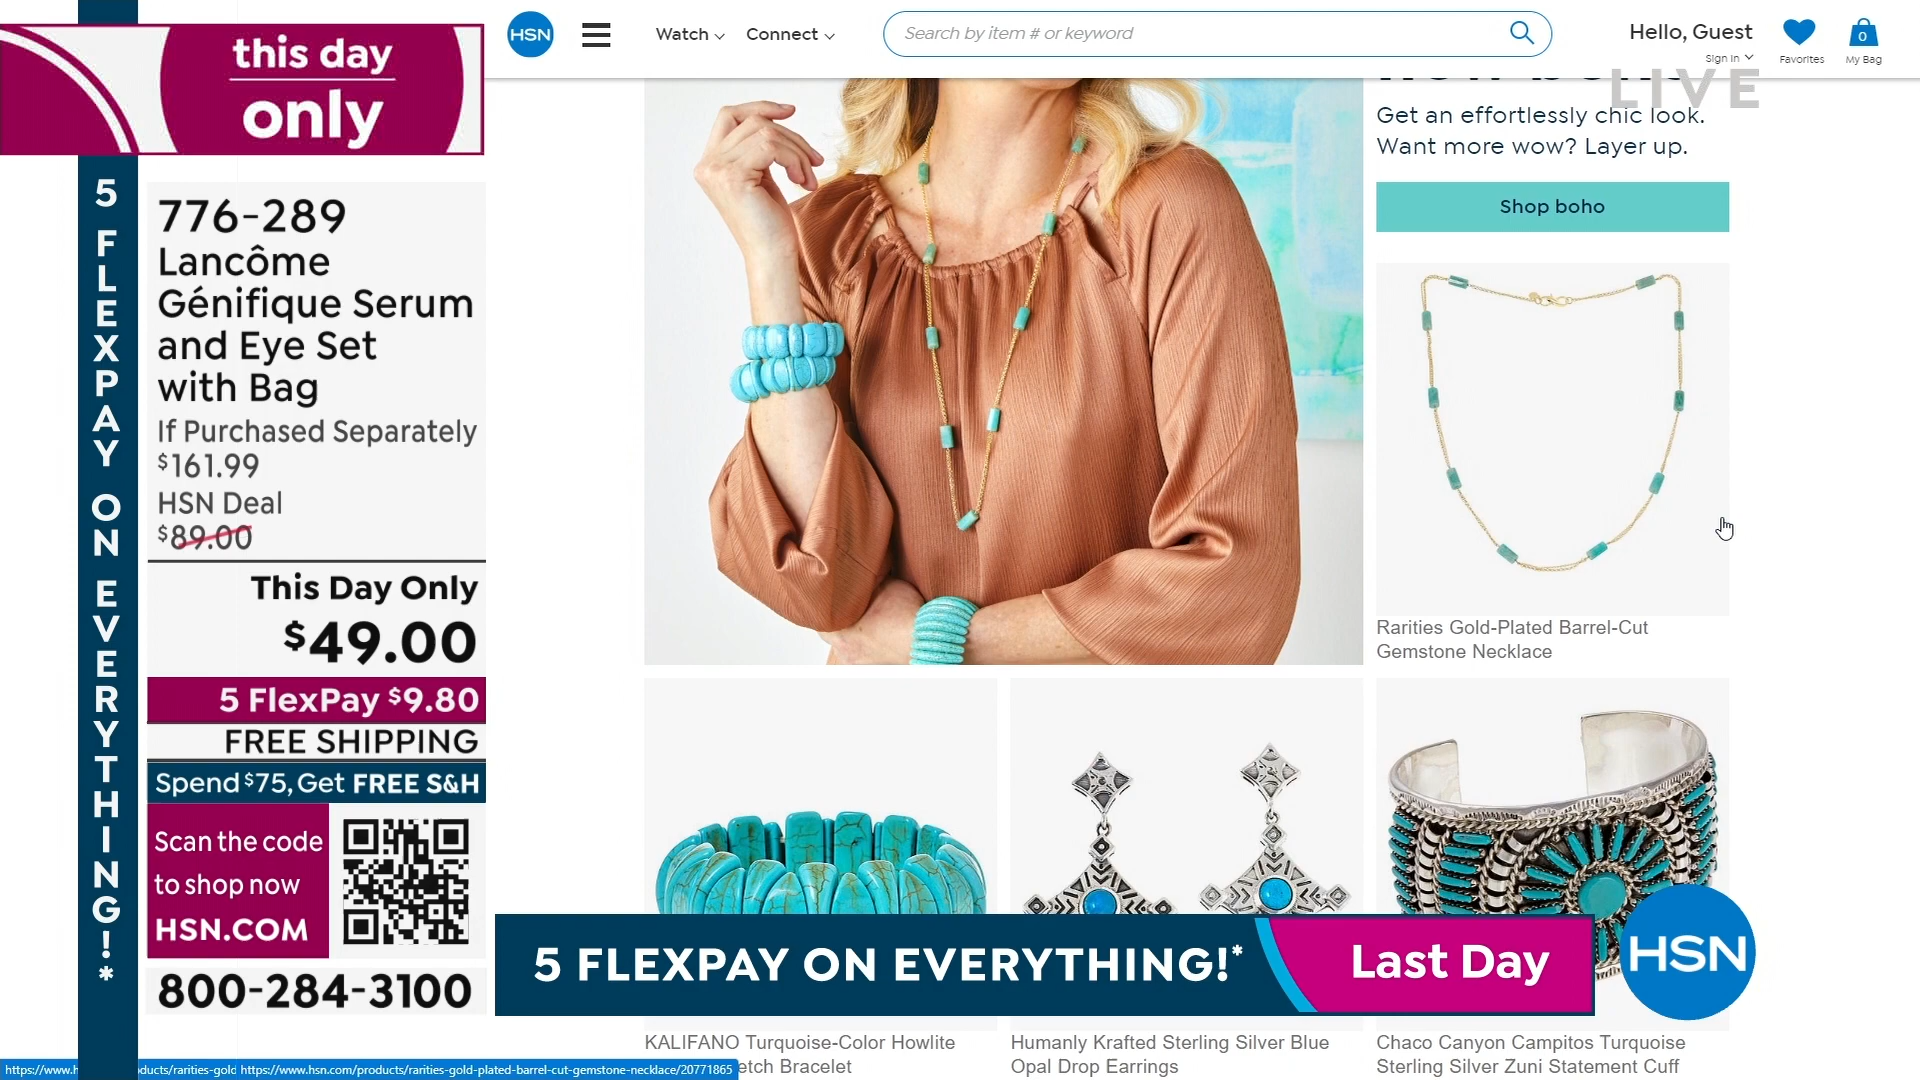 this day
only
5 FLEXPAY ON EVERYTHING!*
776-289
Lancôme
Génifique Serum
and Eye Set
with Bag
If Purchased Separately
$161.99
HSN Deal
$89.00
This Day Only
$49.00
5 FlexPay $9.80
FREE SHIPPING
Spend $75, Get FREE S&H
Scan the code
to shop now
HSN.COM
800-284-3100
HSN
Watch
Connect
Search by item # or keyword
Hello, Guest
Sign In
Favorites
0
My Bag
LIVE
Get an effortlessly chic look.
Want more wow? Layer up.
Shop boho
Rarities Gold-Plated Barrel-Cut
Gemstone Necklace
5 FLEXPAY ON EVERYTHING!*
Last Day
HSN
KALIFANO Turquoise-Color Howlite
Bracelet
Humanly Krafted Sterling Silver Blue
Opal Drop Earrings
Chaco Canyon Campitos Turquoise
Sterling Silver Zuni Statement Cuff
https://www.hsn.com/products/rarities-gold-plated-barrel-cut-gemstone-necklace/20771865